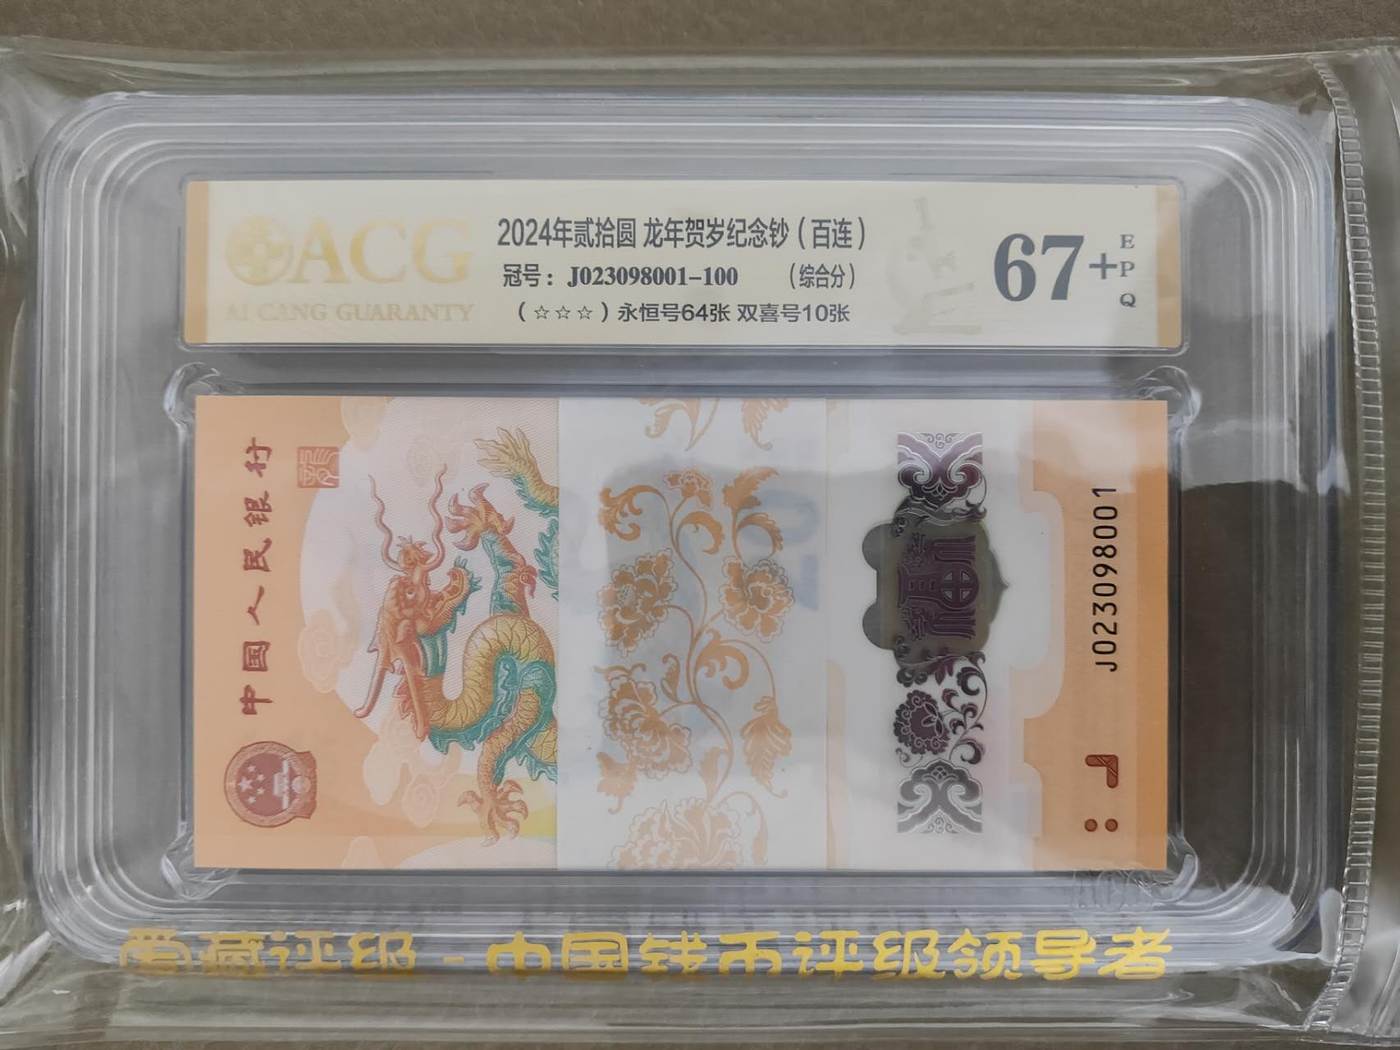 ACG
AI CANG GUARANTY
2024年贰拾圆 龙年贺岁纪念钞（百连）
冠号：J023098001-100 （综合分）
（☆☆☆）永恒号64张 双喜号10张
67+
EPQ
中国人民银行
福
J023098001
评级 - 中国钱币评级领导者